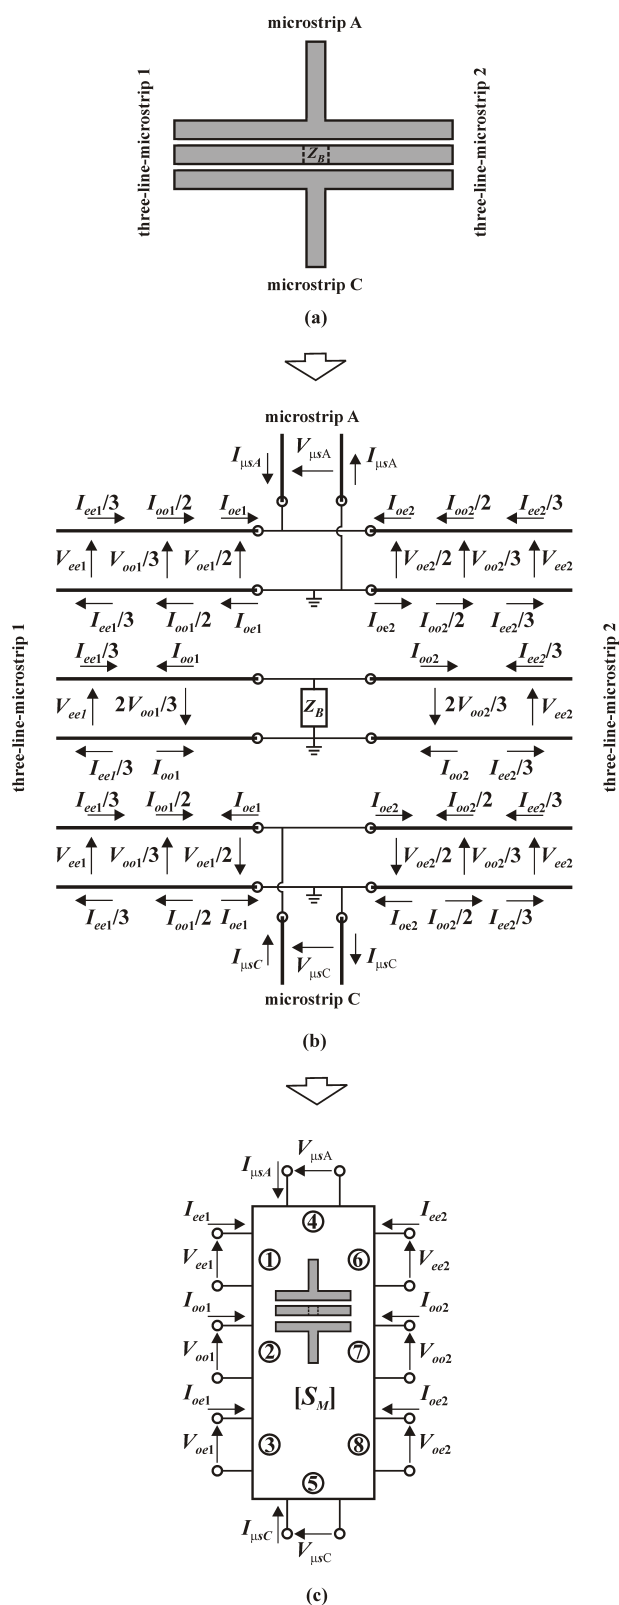 microstrip A
three-line-microstrip 1
three-line-microstrip 2
Z_B
microstrip C
(a)
microstrip A
I_μsA V_μsA I_μsA
I_ee1/3 I_oo1/2 I_oe1 I_oe2 I_oo2/2 I_ee2/3
V_ee1 V_oo1/3 V_oe1/2 V_oe2/2 V_oo2/3 V_ee2
I_ee1/3 I_oo1/2 I_oe1 I_oe2 I_oo2/2 I_ee2/3
three-line-microstrip 1
three-line-microstrip 2
I_ee1/3 I_oo1 I_oo2 I_ee2/3
V_ee1 2V_oo1/3 Z_B 2V_oo2/3 V_ee2
I_ee1/3 I_oo1 I_oo2 I_ee2/3
I_ee1/3 I_oo1/2 I_oe1 I_oe2 I_oo2/2 I_ee2/3
V_ee1 V_oo1/3 V_oe1/2 V_oe2/2 V_oo2/3 V_ee2
I_ee1/3 I_oo1/2 I_oe1 I_oe2 I_oo2/2 I_ee2/3
I_μsC V_μsC I_μsC
microstrip C
(b)
I_μsA V_μsA
I_ee1 I_ee2
4
V_ee1 1 6 V_ee2
I_oo1 I_oo2
V_oo1 2 7 V_oo2
I_oe1 [S_M] I_oe2
V_oe1 3 8 V_oe2
5
I_μsC V_μsC
(c)